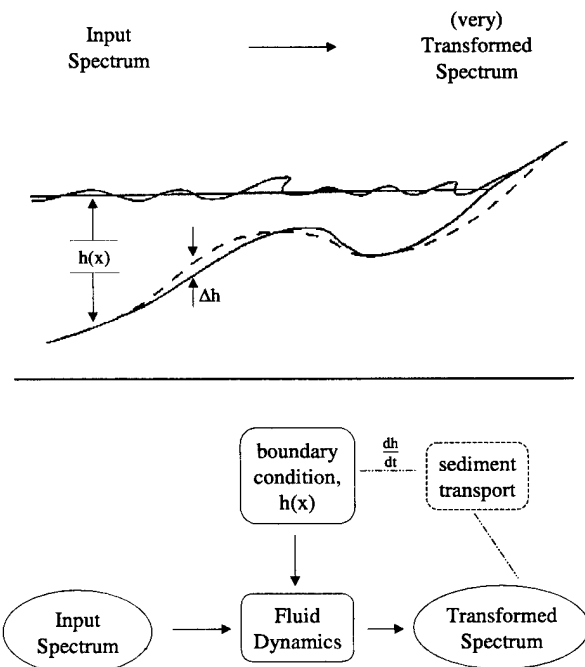 Input
Spectrum
(very)
Transformed
Spectrum
h(x)
Δh
boundary
condition,
h(x)
dh
dt
sediment
transport
Input
Spectrum
Fluid
Dynamics
Transformed
Spectrum